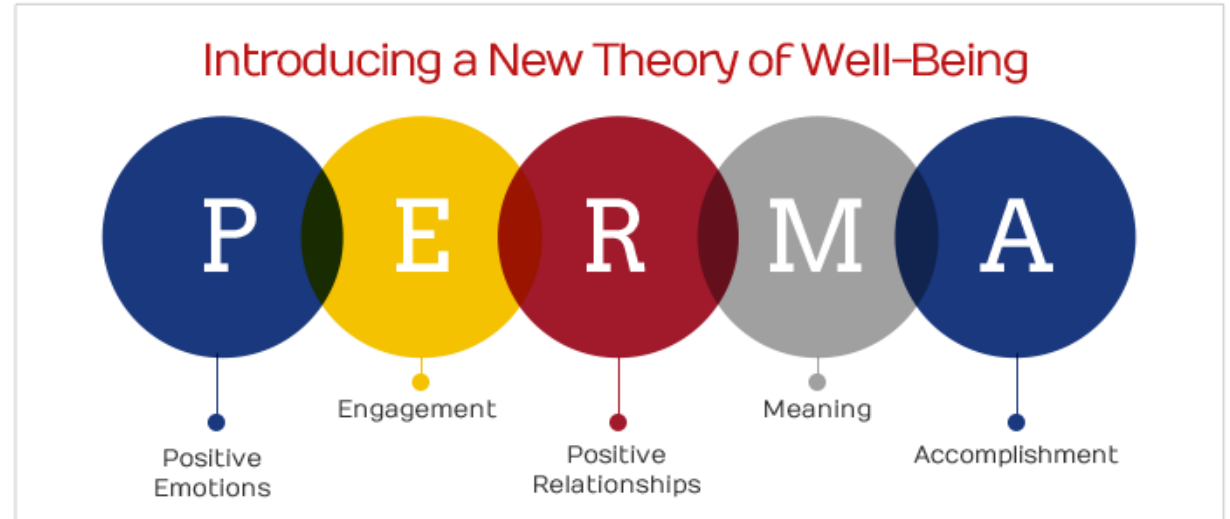 Introducing a New Theory of Well-Being
P E R M A
Engagement
Meaning
Positive
Emotions
Positive
Relationships
Accomplishment